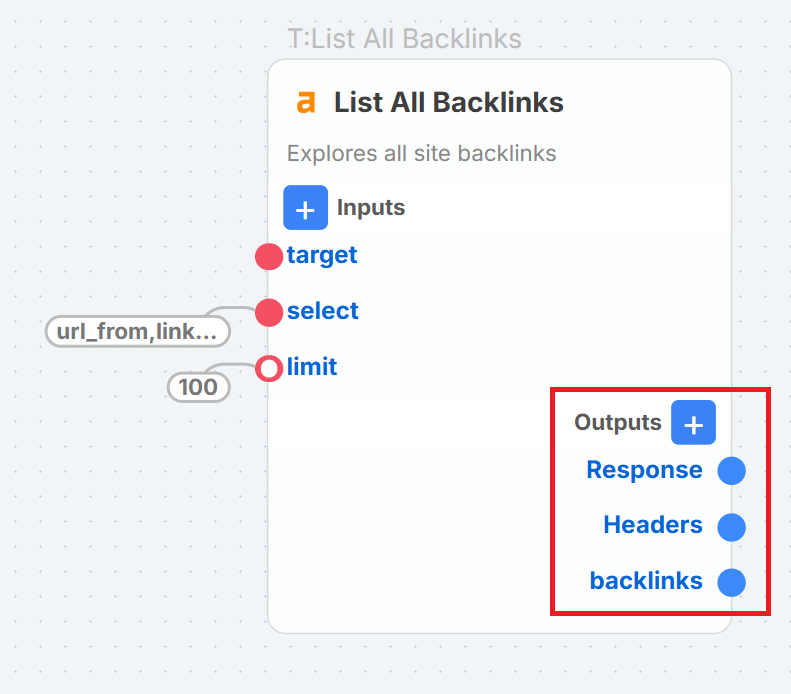 T:List All Backlinks
a List All Backlinks
Explores all site backlinks
+ Inputs
target
select
url_from,link...
limit
100
Outputs +
Response
Headers
backlinks